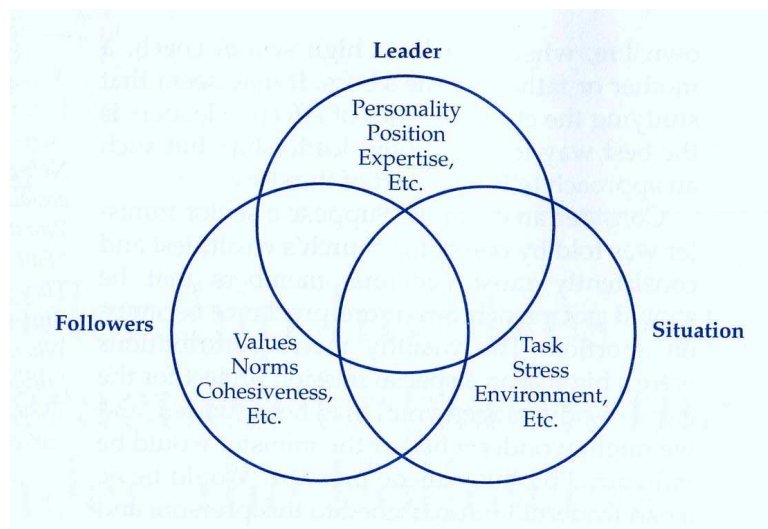 Leader
Personality
Position
Expertise,
Etc.
Followers
Values
Norms
Cohesiveness,
Etc.
Situation
Task
Stress
Environment,
Etc.